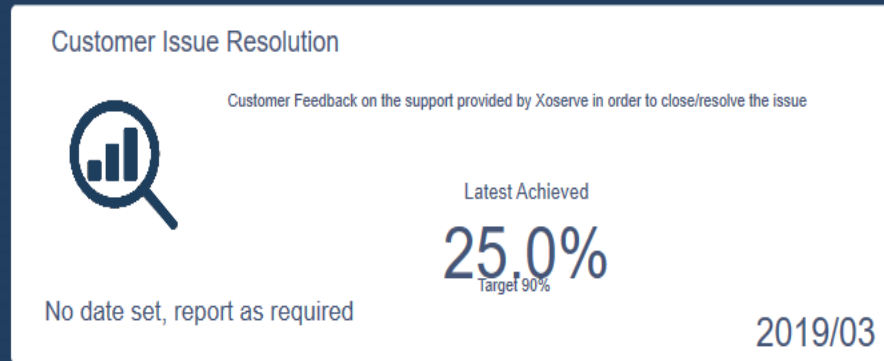 Customer Issue Resolution
Customer Feedback on the support provided by Xoserve in order to close/resolve the issue
Latest Achieved
25.0%
Target 90%
No date set, report as required
2019/03